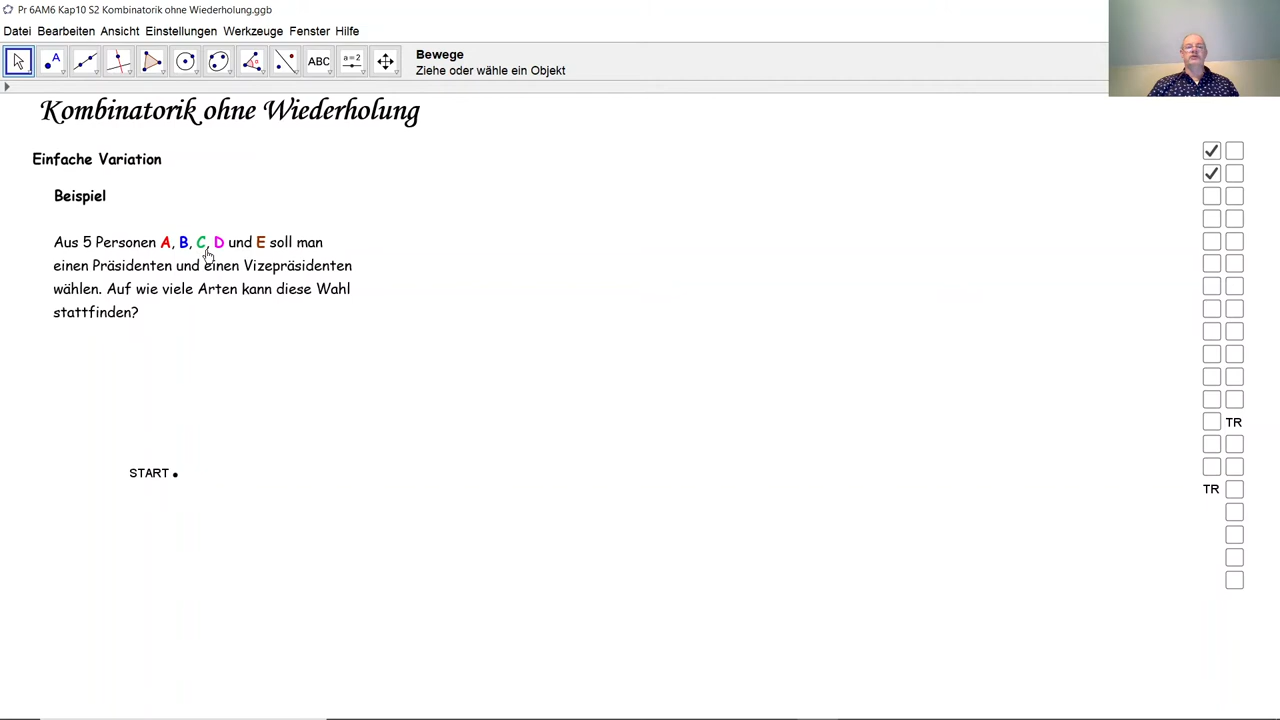 Pr 6AM6 Kap10 S2 Kombinatorik ohne Wiederholung.ggb
Datei Bearbeiten Ansicht Einstellungen Werkzeuge Fenster Hilfe
A
ABC
a=2
Bewege
Ziehe oder wähle ein Objekt
Kombinatorik ohne Wiederholung
Einfache Variation
Beispiel
Aus 5 Personen A, B, C, D und E soll man
einen Präsidenten und einen Vizepräsidenten
wählen. Auf wie viele Arten kann diese Wahl
stattfinden?
START
TR
TR